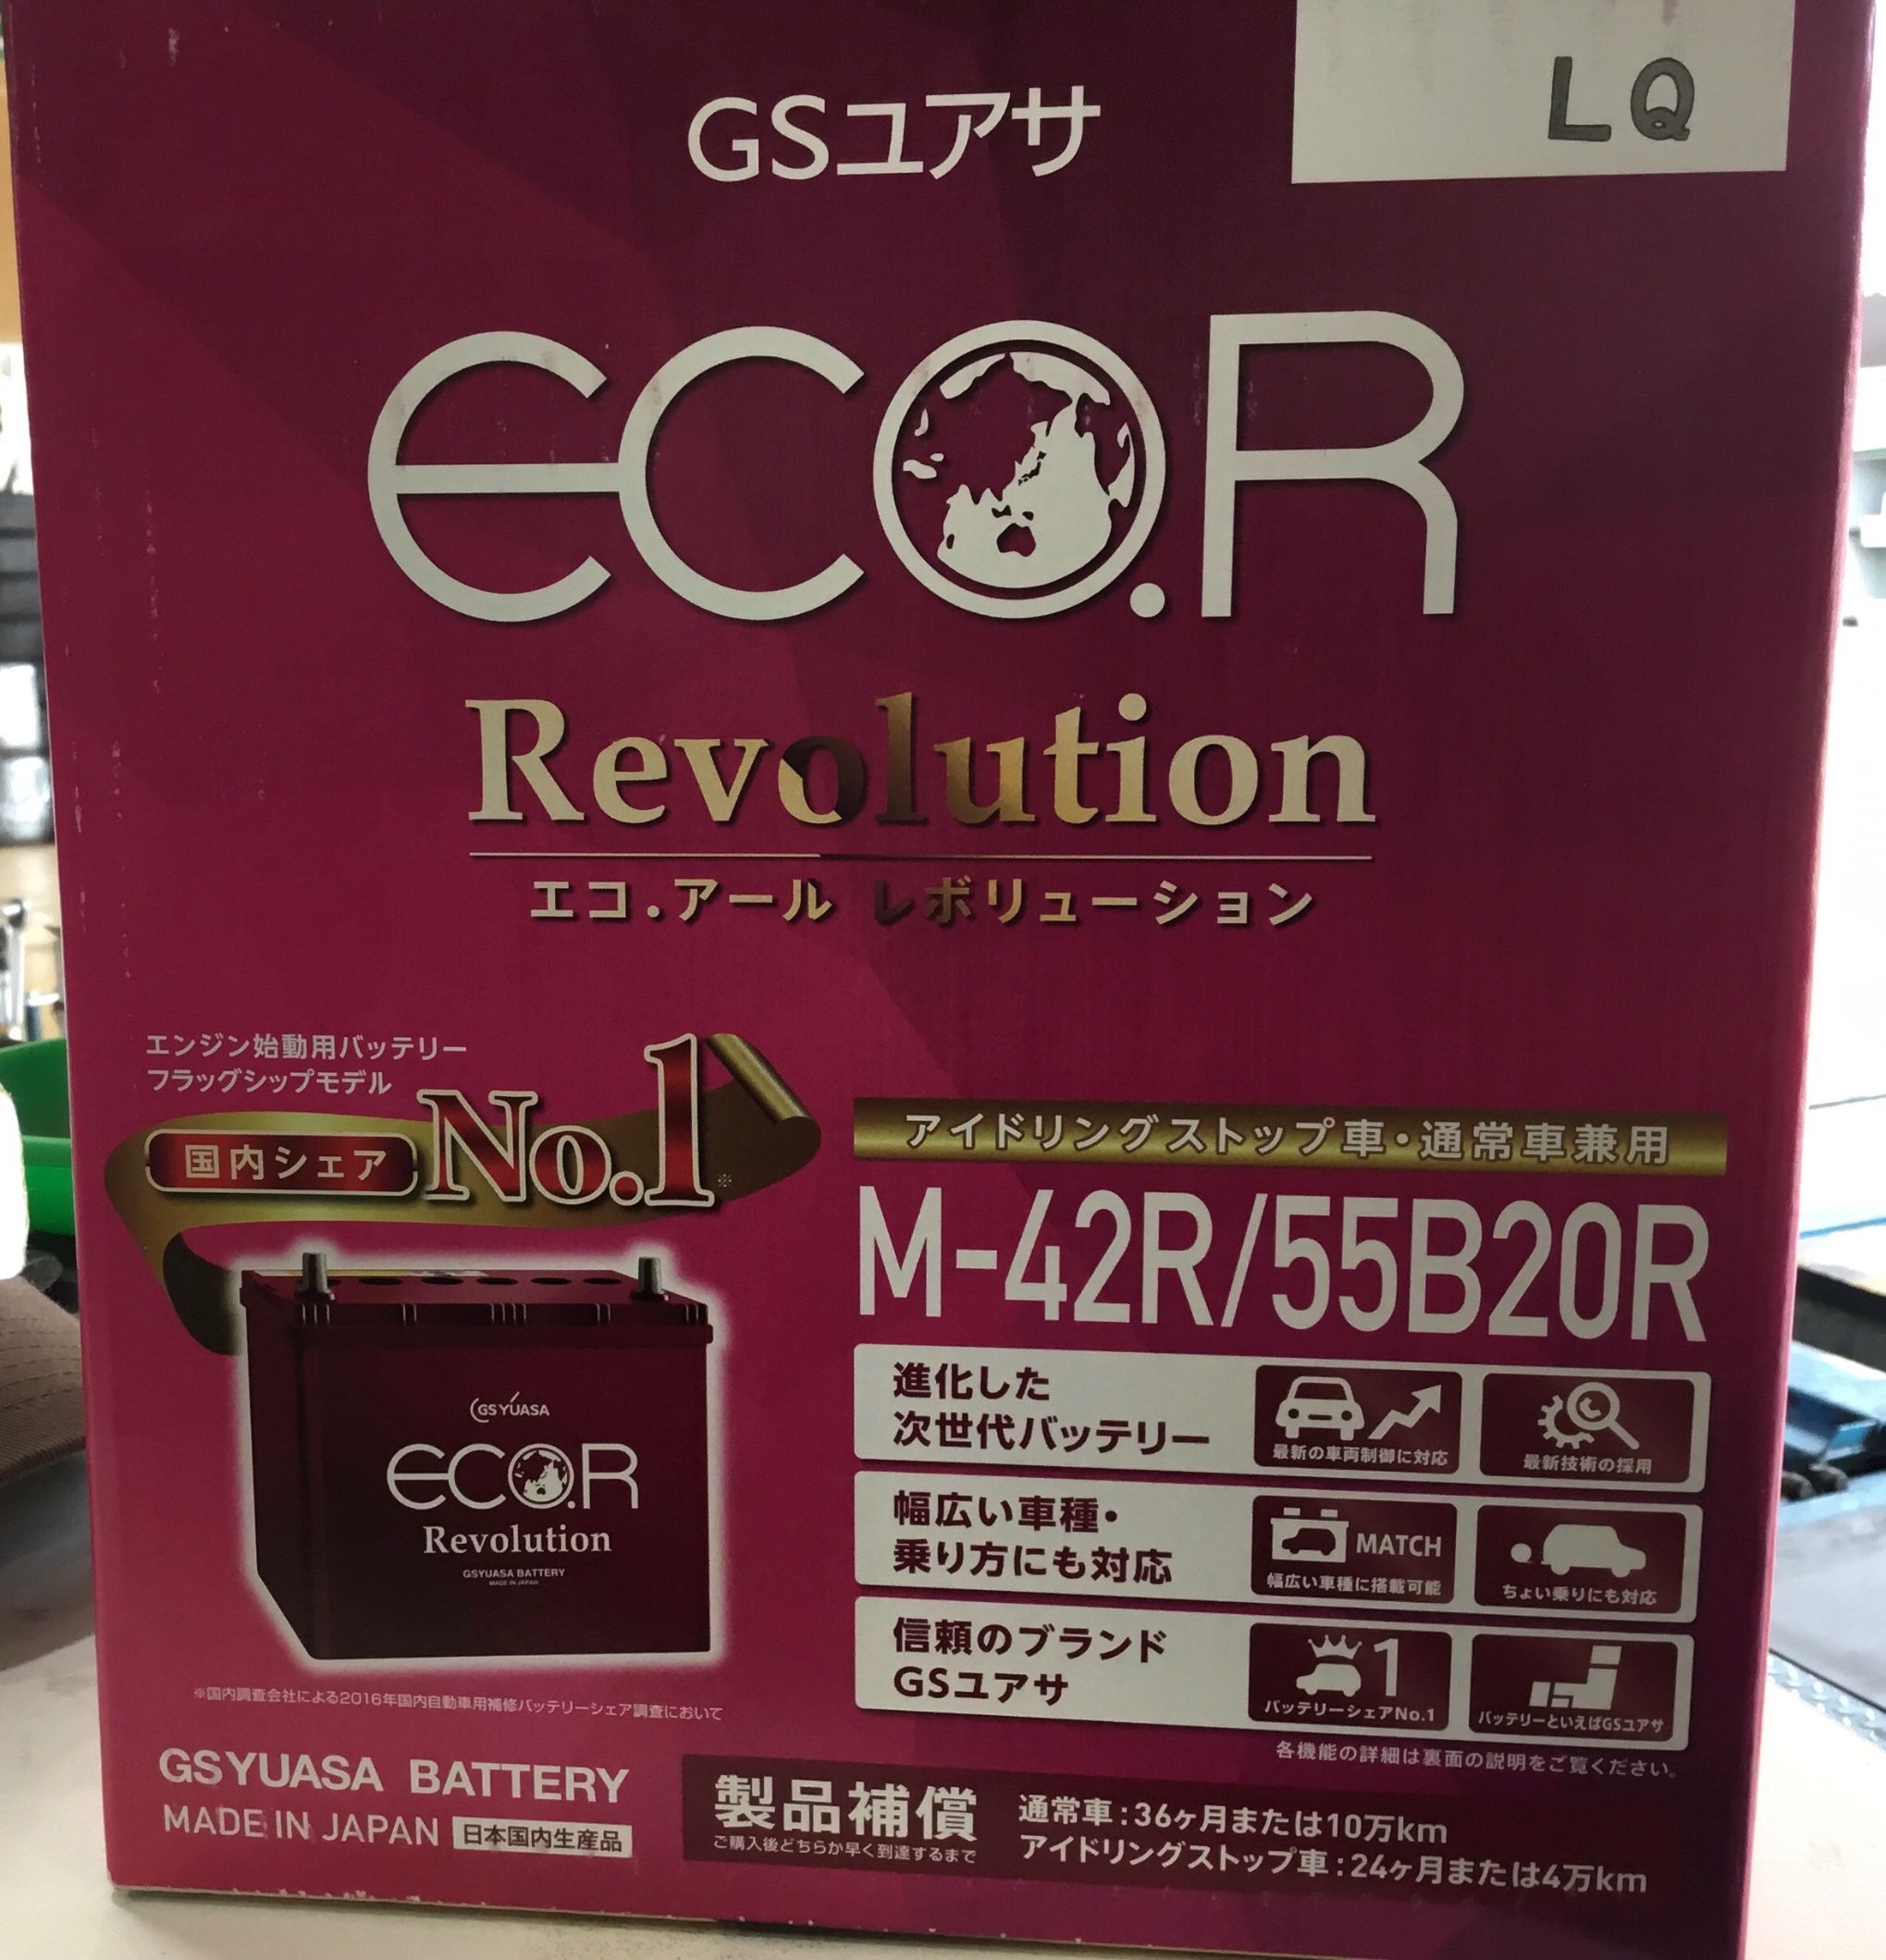 GSユアサ
LQ
eco.R
Revolution
エコ.アール レボリューション
エンジン始動用バッテリー
フラッグシップモデル
国内シェア No.1※
GSYUASA
eco.R
Revolution
GSYUASA BATTERY
MADE IN JAPAN
※国内調査会社による2016年国内自動車用補修バッテリーシェア調査において
アイドリングストップ車・通常車兼用
M-42R/55B20R
進化した
次世代バッテリー
最新の車両制御に対応
最新技術の採用
幅広い車種・
乗り方にも対応
MATCH
幅広い車種に搭載可能
ちょい乗りにも対応
信頼のブランド
GSユアサ
1
バッテリーシェアNo.1
バッテリーといえばGSユアサ
各機能の詳細は裏面の説明をご覧ください。
GSYUASA BATTERY
MADE IN JAPAN 日本国内生産品
製品補償
ご購入後どちらか早く到達するまで
通常車:36ヶ月または10万km
アイドリングストップ車:24ヶ月または4万km